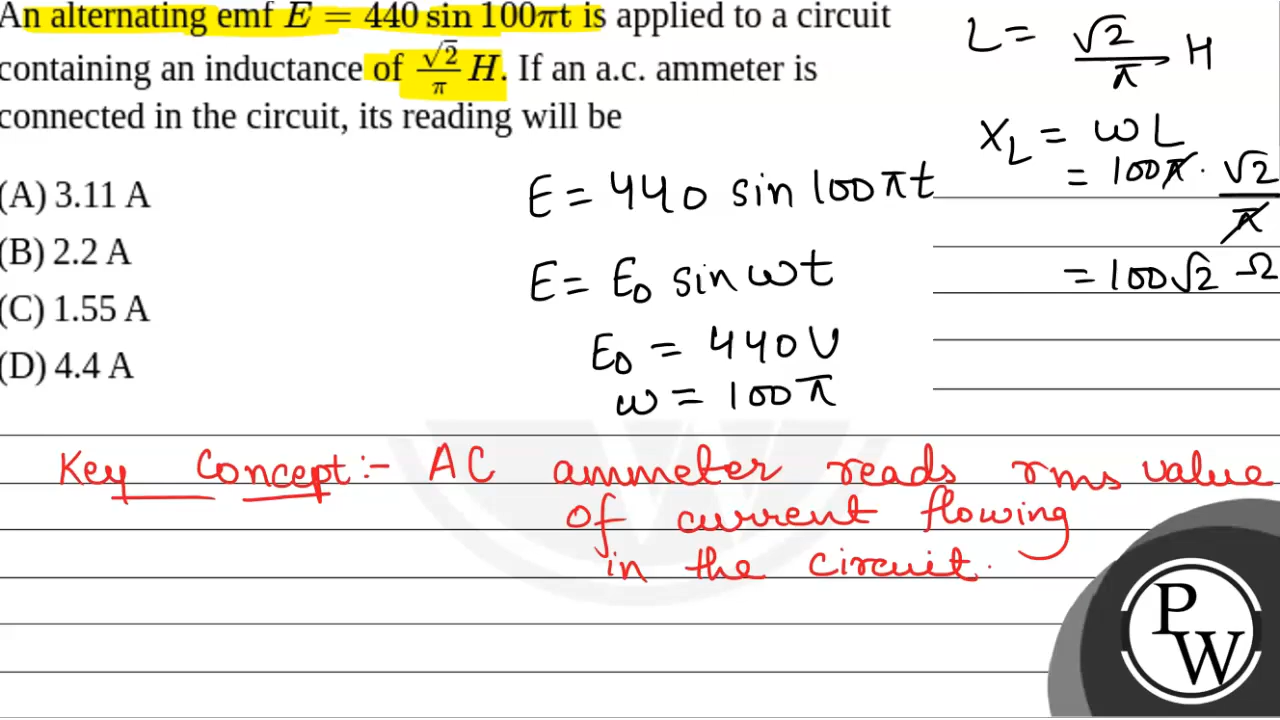 An alternating emf E = 440 sin 100πt is applied to a circuit
containing an inductance of √2/π H. If an a.c. ammeter is
connected in the circuit, its reading will be
(A) 3.11 A
(B) 2.2 A
(C) 1.55 A
(D) 4.4 A
E = 440 sin 100πt
E = E₀ sin ωt
E₀ = 440 V
ω = 100π
L = √2/π H
X_L = ωL
= 100π · √2/π
= 100√2 Ω
Key Concept:- AC ammeter reads rms value
of current flowing
in the circuit.
PW